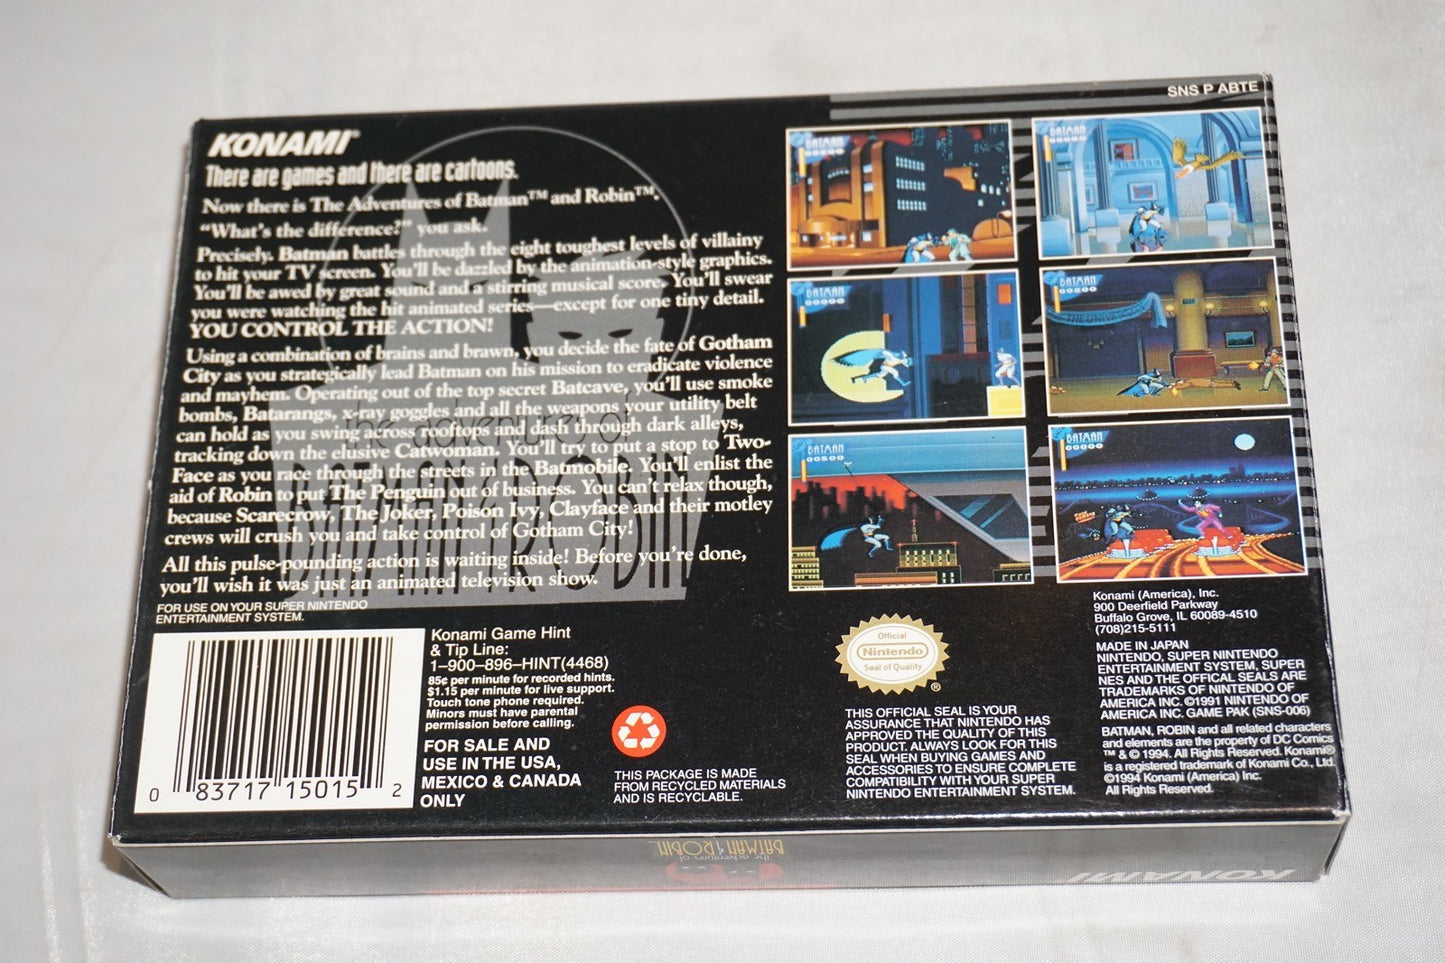 SNS P ABTE
KONAMI®
There are games and there are cartoons.
Now there is The Adventures of Batman™ and Robin™.
"What's the difference?" you ask.
Precisely. Batman battles through the eight toughest levels of villainy
to hit your TV screen. You'll be dazzled by the animation-style graphics.
You'll be awed by great sound and a stirring musical score. You'll swear
you were watching the hit animated series—except for one tiny detail.
YOU CONTROL THE ACTION!
Using a combination of brains and brawn, you decide the fate of Gotham
City as you strategically lead Batman on his mission to eradicate violence
and mayhem. Operating out of the top secret Batcave, you'll use smoke
bombs, Batarangs, x-ray goggles and all the weapons your utility belt
can hold as you swing across rooftops and dash through dark alleys,
tracking down the elusive Catwoman. You'll try to put a stop to Two-
Face as you race through the streets in the Batmobile. You'll enlist the
aid of Robin to put The Penguin out of business. You can't relax though,
because Scarecrow, The Joker, Poison Ivy, Clayface and their motley
crews will crush you and take control of Gotham City!
All this pulse-pounding action is waiting inside! Before you're done,
you'll wish it was just an animated television show.
FOR USE ON YOUR SUPER NINTENDO
ENTERTAINMENT SYSTEM.
the adventures of
BATMAN & ROBIN
BATMAN
00200
BATMAN
00000
BATMAN
00000
BATMAN
00200
BATMAN
00500
BATMAN
00000
0 83717 15015 2
Konami Game Hint
& Tip Line:
1–900–896–HINT(4468)
85¢ per minute for recorded hints.
$1.15 per minute for live support.
Touch tone phone required.
Minors must have parental
permission before calling.
FOR SALE AND
USE IN THE USA,
MEXICO & CANADA
ONLY
THIS PACKAGE IS MADE
FROM RECYCLED MATERIALS
AND IS RECYCLABLE.
Official
Nintendo
Seal of Quality
®
THIS OFFICIAL SEAL IS YOUR
ASSURANCE THAT NINTENDO HAS
APPROVED THE QUALITY OF THIS
PRODUCT. ALWAYS LOOK FOR THIS
SEAL WHEN BUYING GAMES AND
ACCESSORIES TO ENSURE COMPLETE
COMPATIBILITY WITH YOUR SUPER
NINTENDO ENTERTAINMENT SYSTEM.
Konami (America), Inc.
900 Deerfield Parkway
Buffalo Grove, IL 60089-4510
(708)215-5111
MADE IN JAPAN
NINTENDO, SUPER NINTENDO
ENTERTAINMENT SYSTEM, SUPER
NES AND THE OFFICAL SEALS ARE
TRADEMARKS OF NINTENDO OF
AMERICA INC. ©1991 NINTENDO OF
AMERICA INC. GAME PAK (SNS-006)
BATMAN, ROBIN and all related characters
and elements are the property of DC Comics
™ & © 1994. All Rights Reserved. Konami®
is a registered trademark of Konami Co., Ltd.
©1994 Konami (America) Inc.
All Rights Reserved.
the adventures of
BATMAN & ROBIN
KONAMI